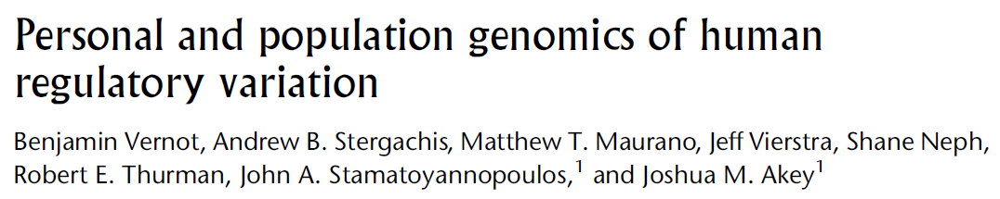 Personal and population genomics of human
regulatory variation
Benjamin Vernot, Andrew B. Stergachis, Matthew T. Maurano, Jeff Vierstra, Shane Neph,
Robert E. Thurman, John A. Stamatoyannopoulos,¹ and Joshua M. Akey¹